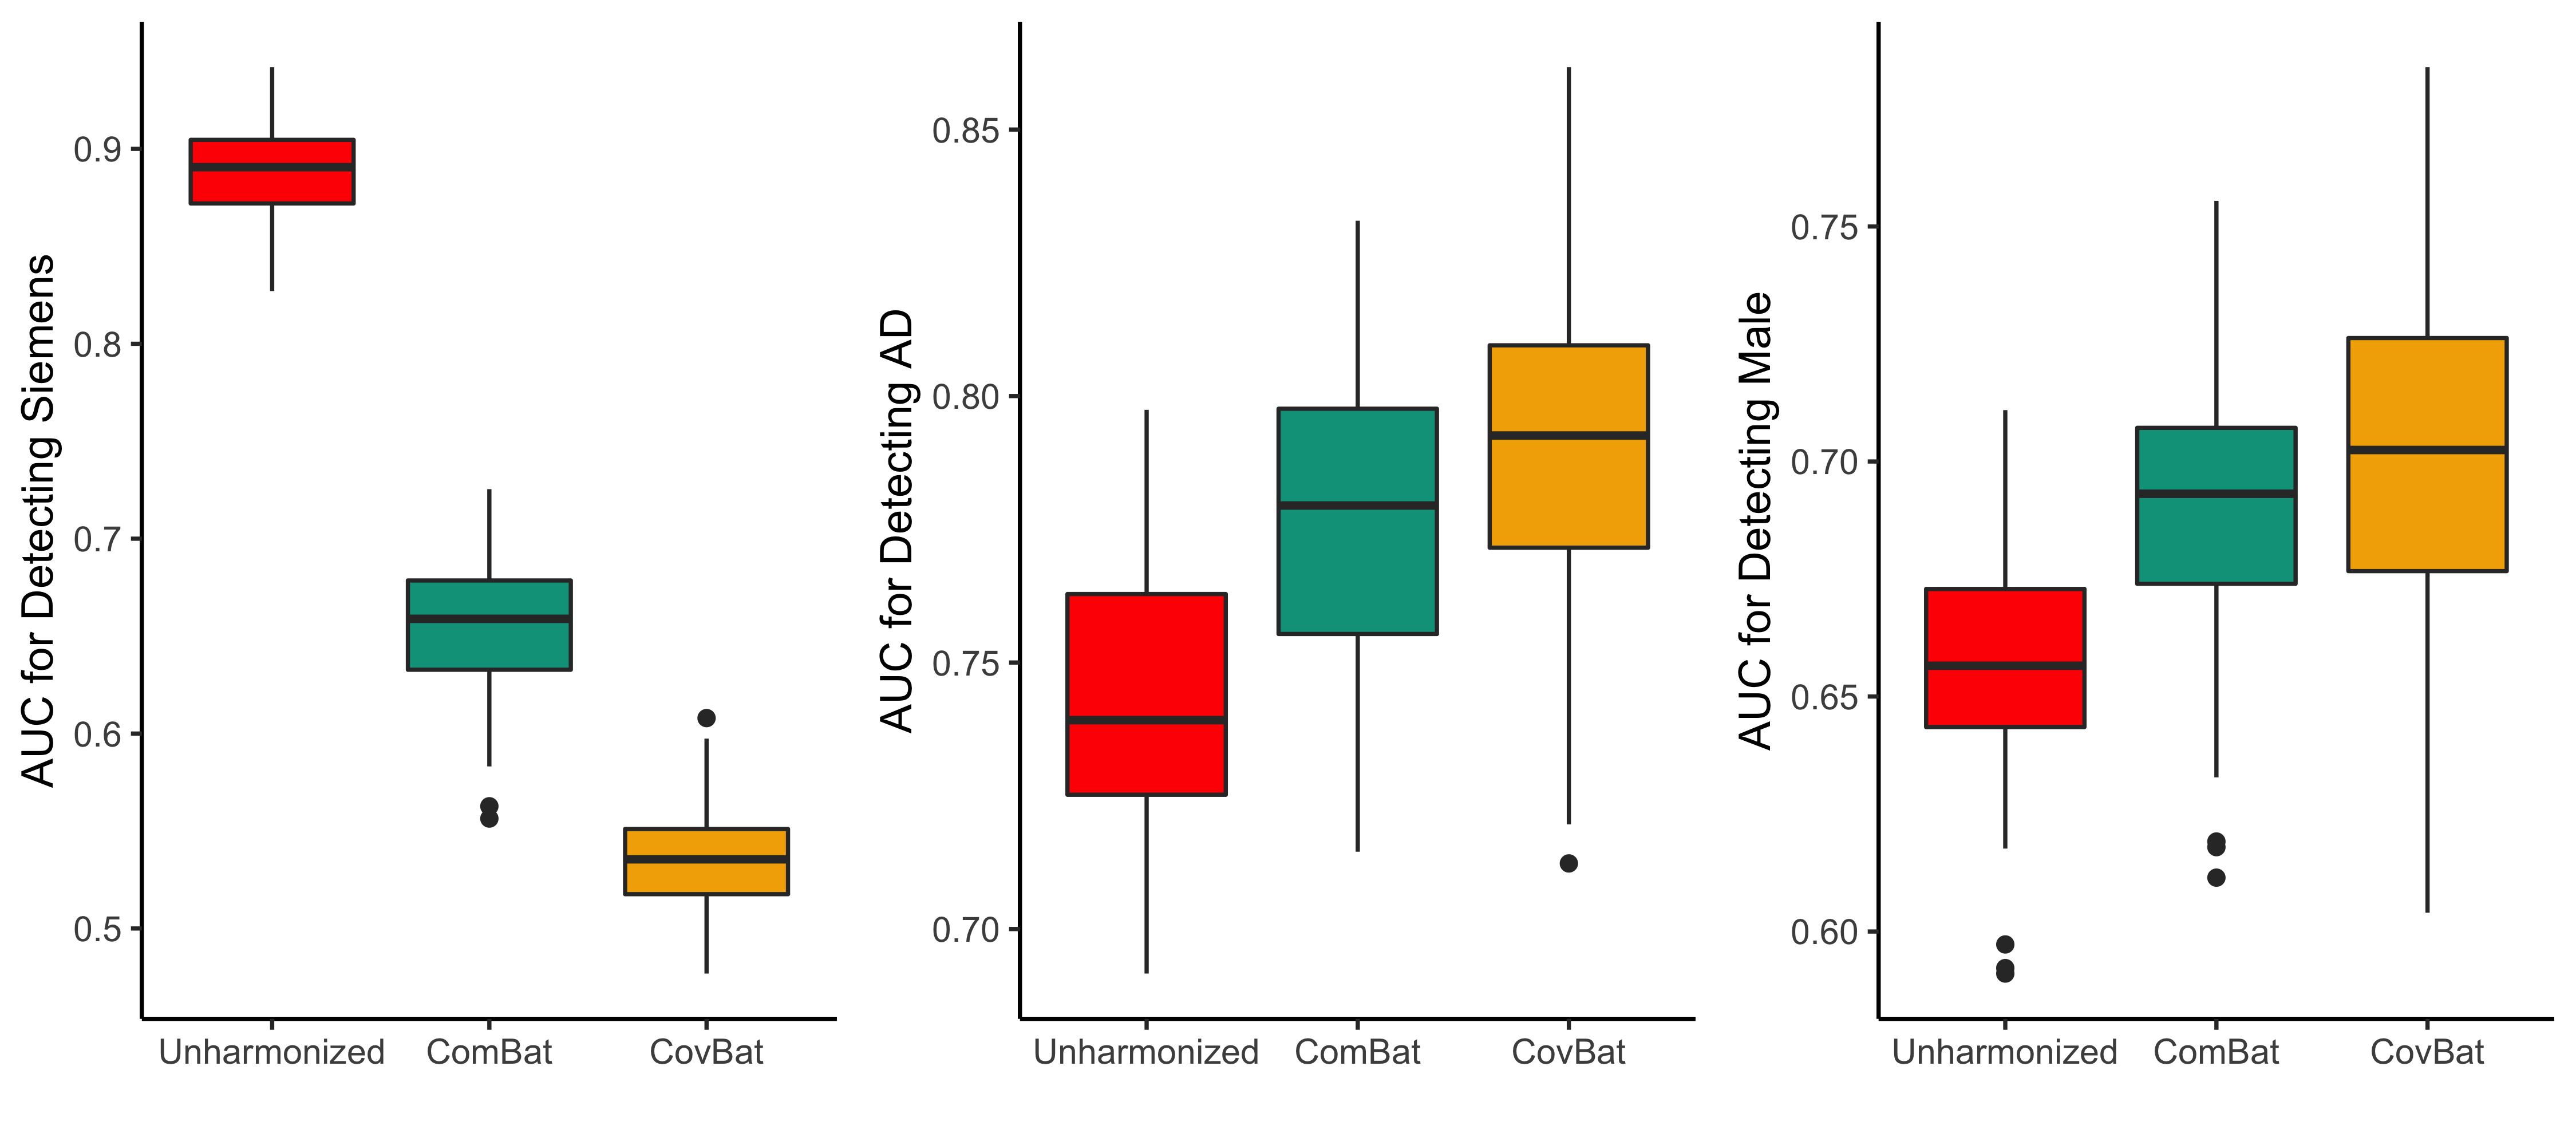 AUC for Detecting Siemens
0.9
0.8
0.7
0.6
0.5
Unharmonized ComBat CovBat
AUC for Detecting AD
0.85
0.80
0.75
0.70
Unharmonized ComBat CovBat
AUC for Detecting Male
0.75
0.70
0.65
0.60
Unharmonized ComBat CovBat